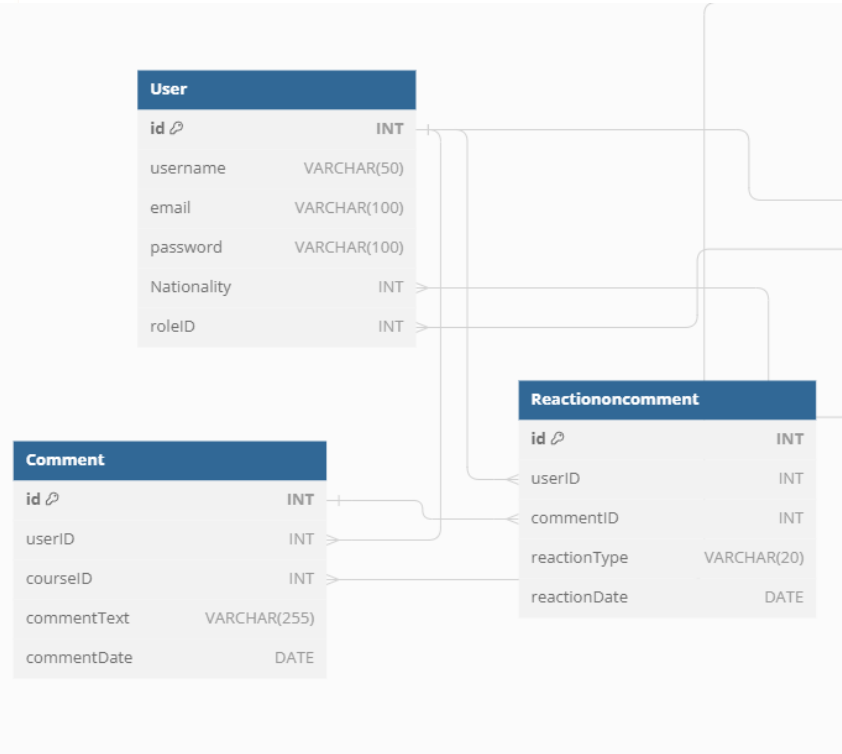 User
id INT
username VARCHAR(50)
email VARCHAR(100)
password VARCHAR(100)
Nationality INT
roleID INT
Reactiononcomment
id INT
userID INT
commentID INT
reactionType VARCHAR(20)
reactionDate DATE
Comment
id INT
userID INT
courseID INT
commentText VARCHAR(255)
commentDate DATE